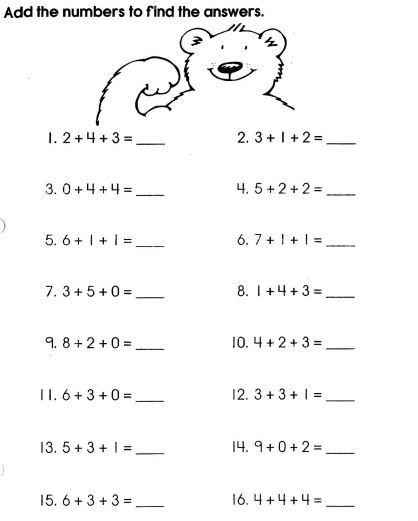 Add the numbers to find the answers.
1. 2 + 4 + 3 = ____ 2. 3 + 1 + 2 = ____
3. 0 + 4 + 4 = ____ 4. 5 + 2 + 2 = ____
5. 6 + 1 + 1 = ____ 6. 7 + 1 + 1 = ____
7. 3 + 5 + 0 = ____ 8. 1 + 4 + 3 = ____
9. 8 + 2 + 0 = ____ 10. 4 + 2 + 3 = ____
11. 6 + 3 + 0 = ____ 12. 3 + 3 + 1 = ____
13. 5 + 3 + 1 = ____ 14. 9 + 0 + 2 = ____
15. 6 + 3 + 3 = ____ 16. 4 + 4 + 4 = ____